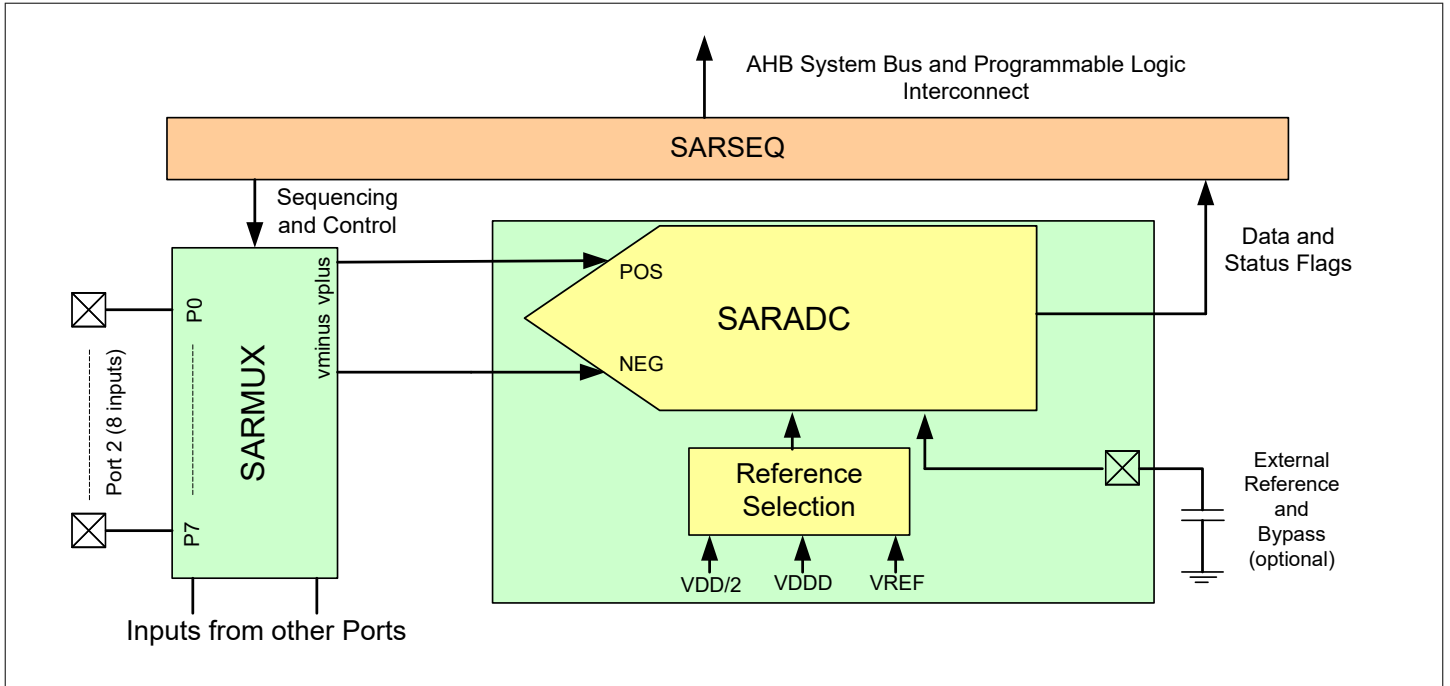 AHB System Bus and Programmable Logic
Interconnect
SARSEQ
Sequencing
and Control
vminus vplus
POS
NEG
SARADC
Data and
Status Flags
P0
Port 2 (8 inputs)
SARMUX
P7
Reference
Selection
VDD/2
VDDD
VREF
External
Reference
and
Bypass
(optional)
Inputs from other Ports